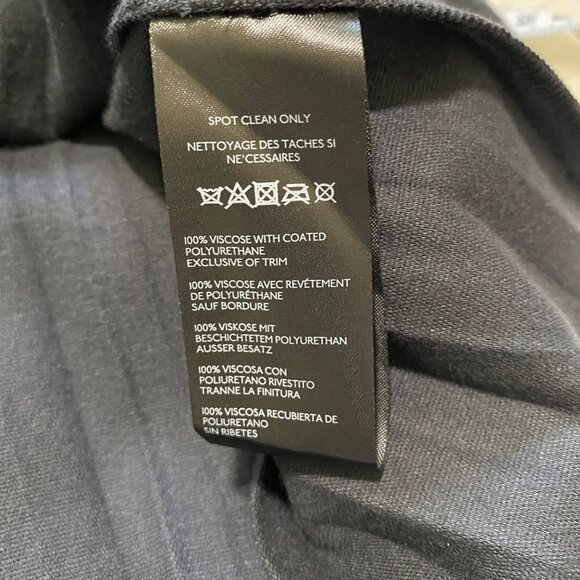 SPOT CLEAN ONLY
NETTOYAGE DES TACHES SI
NE'CESSAIRES
100% VISCOSE WITH COATED
POLYURETHANE
EXCLUSIVE OF TRIM
100% VISCOSE AVEC REVÉTEMENT
DE POLYURÉTHANE
SAUF BORDURE
100% VISKOSE MIT
BESCHICHTETEM POLYURETHAN
AUSSER BESATZ
100% VISCOSA CON
POLIURETANO RIVESTITO
TRANNE LA FINITURA
100% VISCOSA RECUBIERTA DE
POLIURETANO
SIN RIBETES